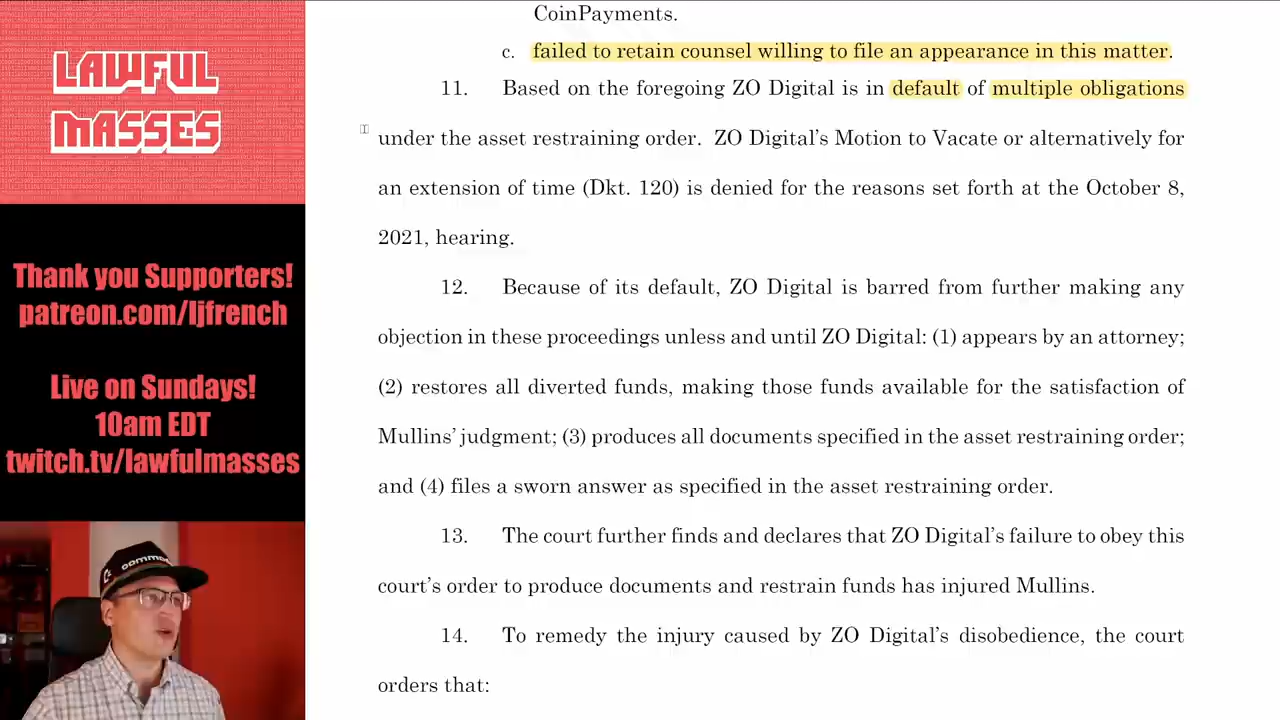 LAWFUL
MASSES
Thank you Supporters!
patreon.com/ljfrench
Live on Sundays!
10am EDT
twitch.tv/lawfulmasses
CoinPayments.
c. failed to retain counsel willing to file an appearance in this matter.
11. Based on the foregoing ZO Digital is in default of multiple obligations
under the asset restraining order. ZO Digital's Motion to Vacate or alternatively for
an extension of time (Dkt. 120) is denied for the reasons set forth at the October 8,
2021, hearing.
12. Because of its default, ZO Digital is barred from further making any
objection in these proceedings unless and until ZO Digital: (1) appears by an attorney;
(2) restores all diverted funds, making those funds available for the satisfaction of
Mullins' judgment; (3) produces all documents specified in the asset restraining order;
and (4) files a sworn answer as specified in the asset restraining order.
13. The court further finds and declares that ZO Digital's failure to obey this
court's order to produce documents and restrain funds has injured Mullins.
14. To remedy the injury caused by ZO Digital's disobedience, the court
orders that: